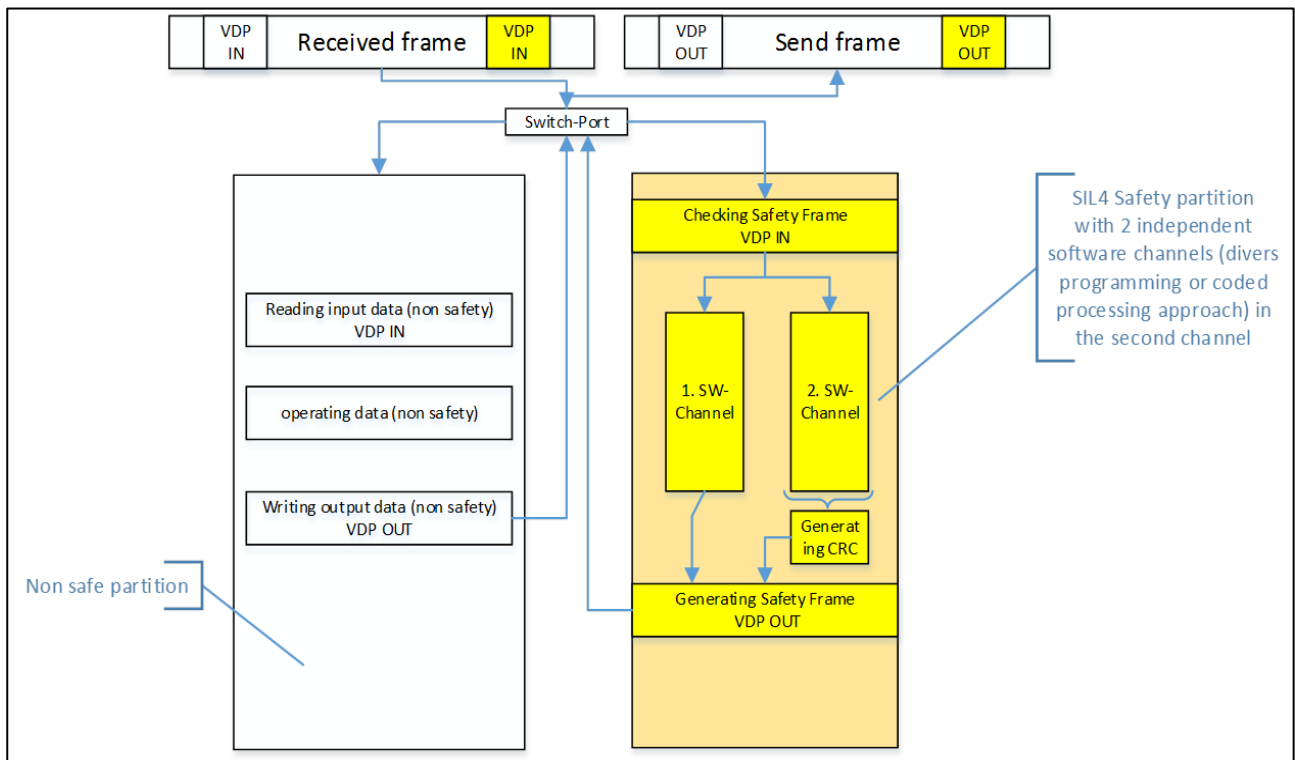 VDP
IN
Received frame
VDP
IN
VDP
OUT
Send frame
VDP
OUT
Switch-Port
Checking Safety Frame
VDP IN
SIL4 Safety partition
with 2 independent
software channels (divers
programming or coded
processing approach) in
the second channel
Reading input data (non safety)
VDP IN
1. SW-
Channel
2. SW-
Channel
operating data (non safety)
Writing output data (non safety)
VDP OUT
Generat
ing CRC
Non safe partition
Generating Safety Frame
VDP OUT